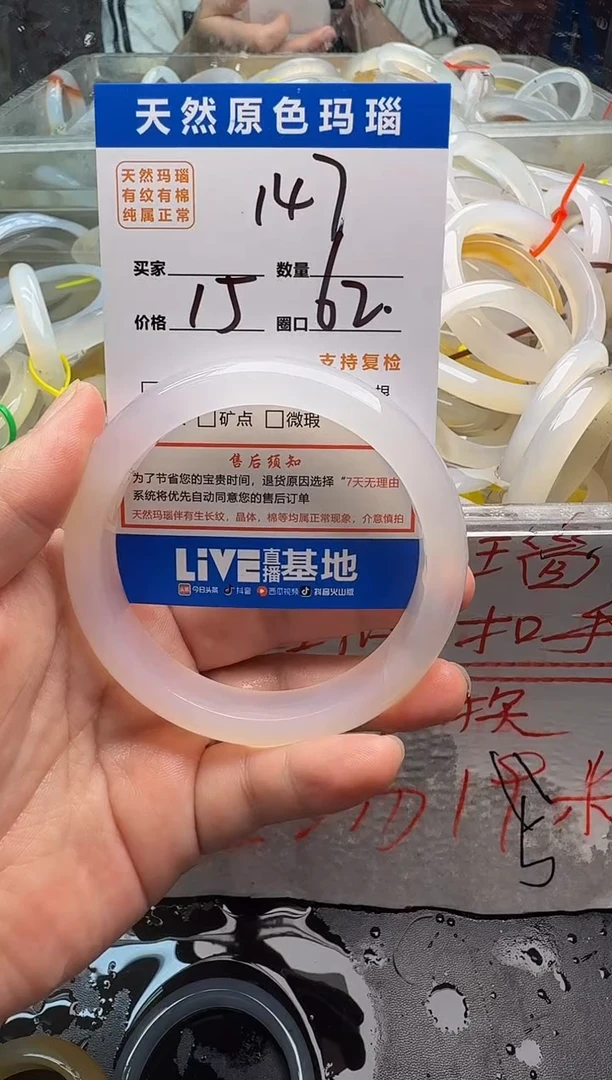 天然原色玛瑙
天然玛瑙
有纹有棉
纯属正常
147
买家 数量 1
价格 15 圈口 62.
支持复检
□矿点 □微瑕
售后须知
为了节省您的宝贵时间，退货原因选择“7天无理由
系统将优先自动同意您的售后订单
天然玛瑙伴有生长纹，晶体，棉等均属正常现象，介意慎拍
LiVE直播基地
今日头条 抖音 西瓜视频 抖音火山版
扣手
换